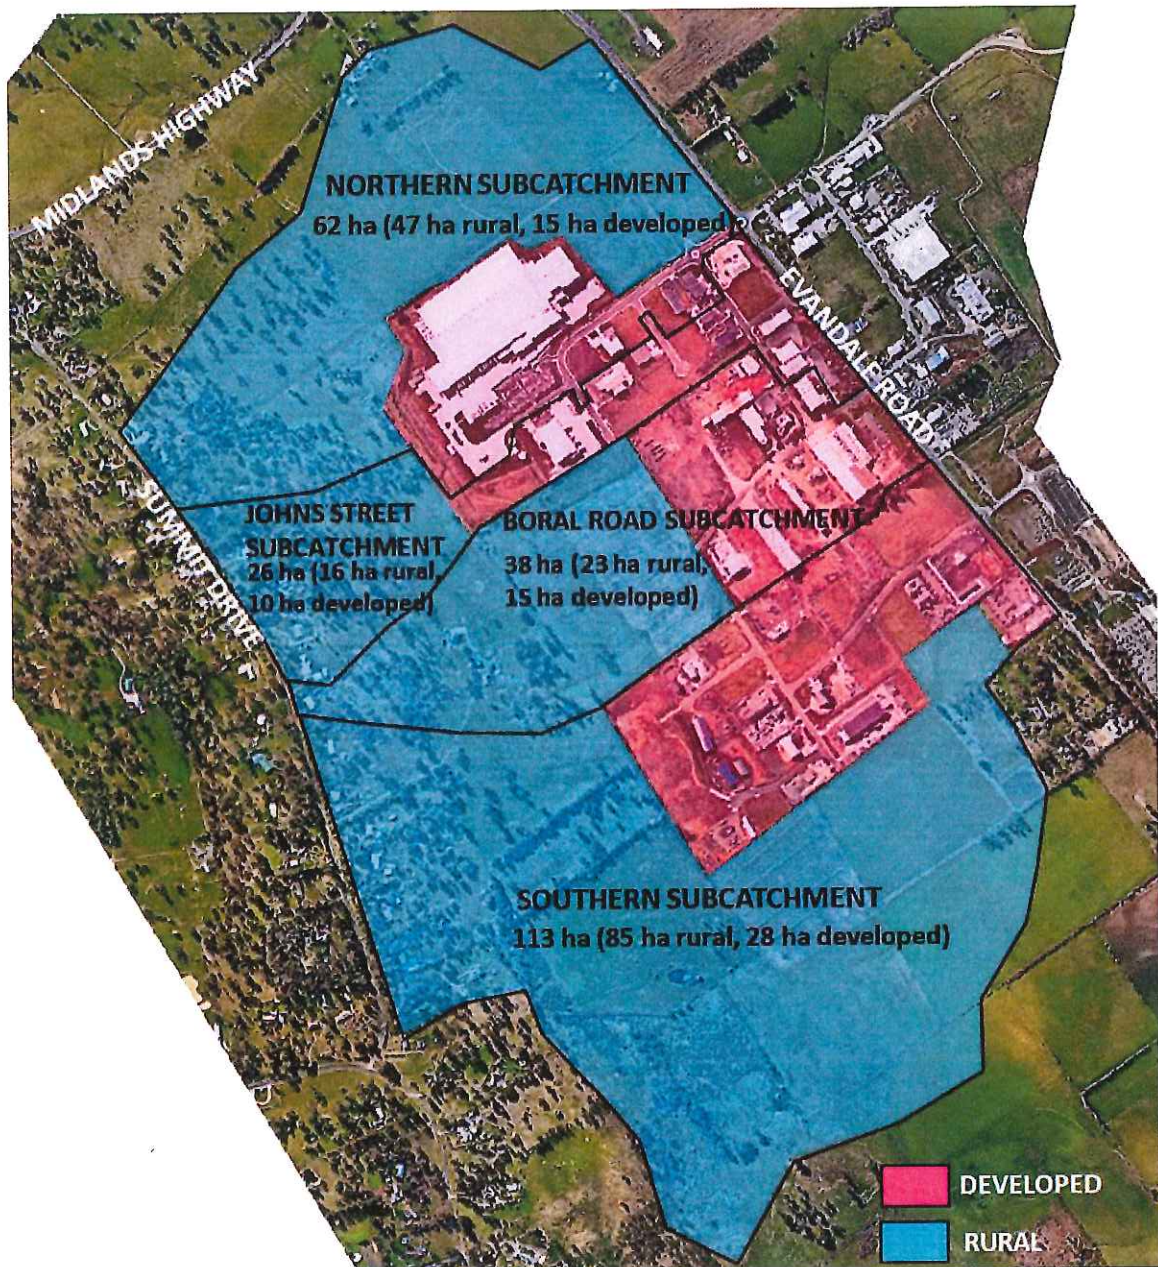 MIDLANDS HIGHWAY
NORTHERN SUBCATCHMENT
62 ha (47 ha rural, 15 ha developed)
EVANDALE ROAD
SUMMIT DRIVE
JOHNS STREET
SUBCATCHMENT
26 ha (16 ha rural,
10 ha developed)
BORAL ROAD SUBCATCHMENT
38 ha (23 ha rural,
15 ha developed)
SOUTHERN SUBCATCHMENT
113 ha (85 ha rural, 28 ha developed)
DEVELOPED
RURAL